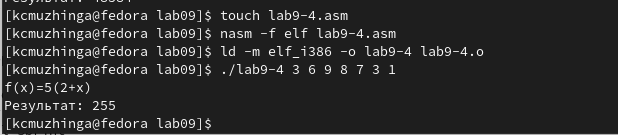 [kcmuzhinga@fedora lab09]$ touch lab9-4.asm
[kcmuzhinga@fedora lab09]$ nasm -f elf lab9-4.asm
[kcmuzhinga@fedora lab09]$ ld -m elf_i386 -o lab9-4 lab9-4.o
[kcmuzhinga@fedora lab09]$ ./lab9-4 3 6 9 8 7 3 1
f(x)=5(2+x)
Результат: 255
[kcmuzhinga@fedora lab09]$